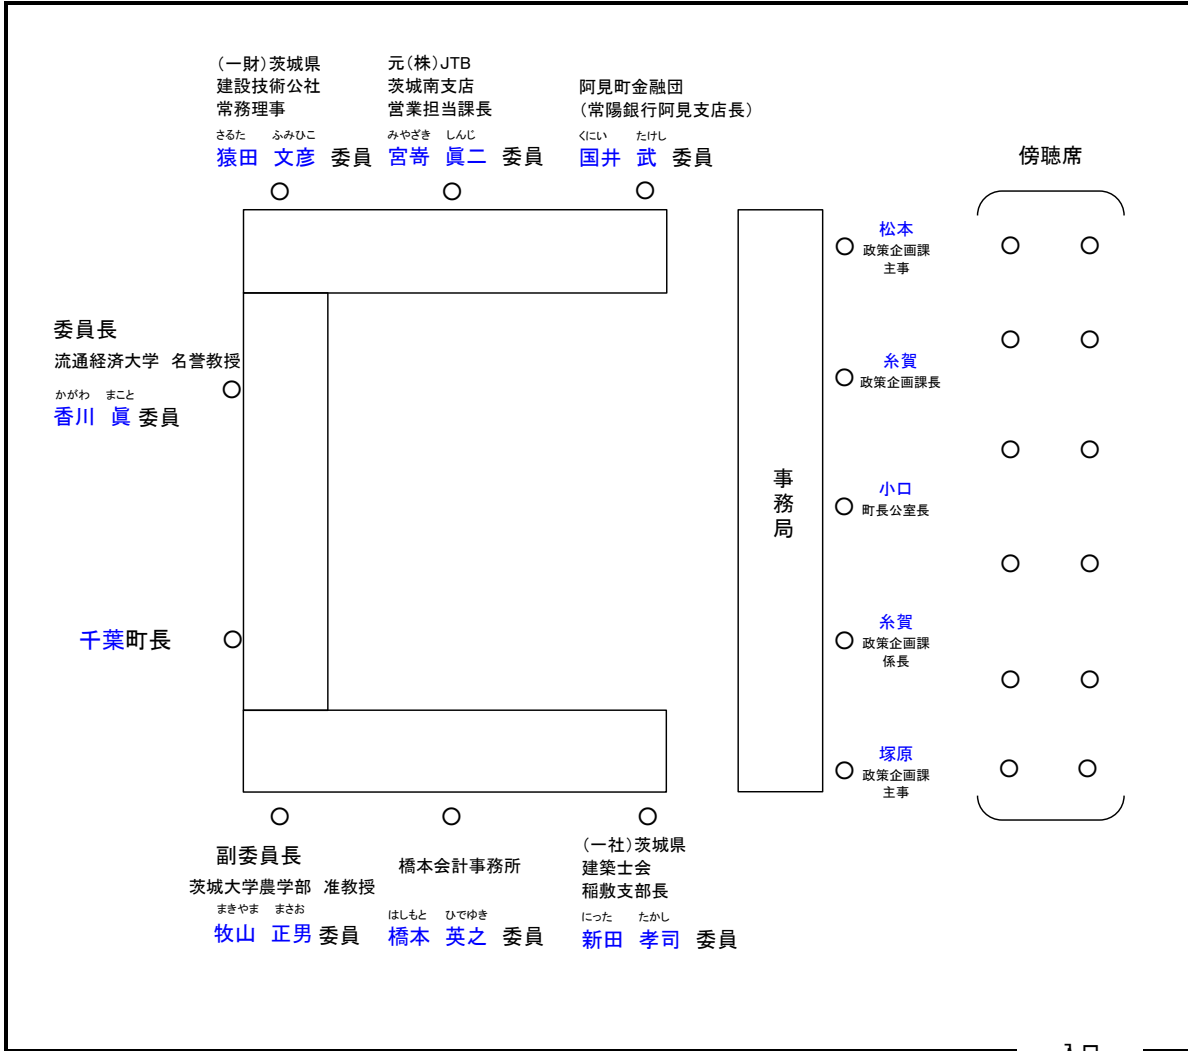 (一財)茨城県
建設技術公社
常務理事
さるた ふみひこ
猿田 文彦 委員
元(株)JTB
茨城南支店
営業担当課長
みやざき しんじ
宮嵜 眞二 委員
阿見町金融団
(常陽銀行阿見支店長)
くにい たけし
国井 武 委員
傍聴席
委員長
流通経済大学 名誉教授
かがわ まこと
香川 眞 委員
千葉町長
事務局
松本
政策企画課
主事
糸賀
政策企画課長
小口
町長公室長
糸賀
政策企画課
係長
塚原
政策企画課
主事
副委員長
茨城大学農学部 准教授
まきやま まさお
牧山 正男 委員
橋本会計事務所
はしもと ひでゆき
橋本 英之 委員
(一社)茨城県
建築士会
稲敷支部長
にった たかし
新田 孝司 委員
入口